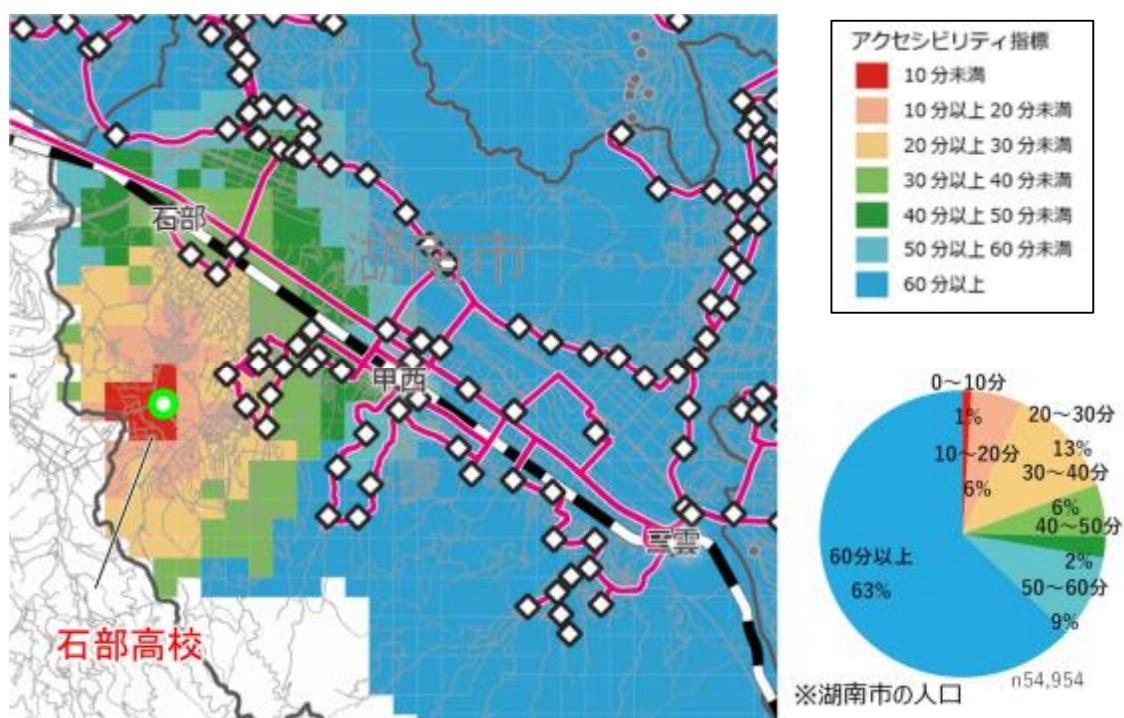 石部
湖南市
甲西
三雲
石部高校
アクセシビリティ指標
10分未満
10分以上20分未満
20分以上30分未満
30分以上40分未満
40分以上50分未満
50分以上60分未満
60分以上
0～10分
1%
10～20分
6%
20～30分
13%
30～40分
6%
40～50分
2%
50～60分
9%
60分以上
63%
n54,954
※湖南市の人口